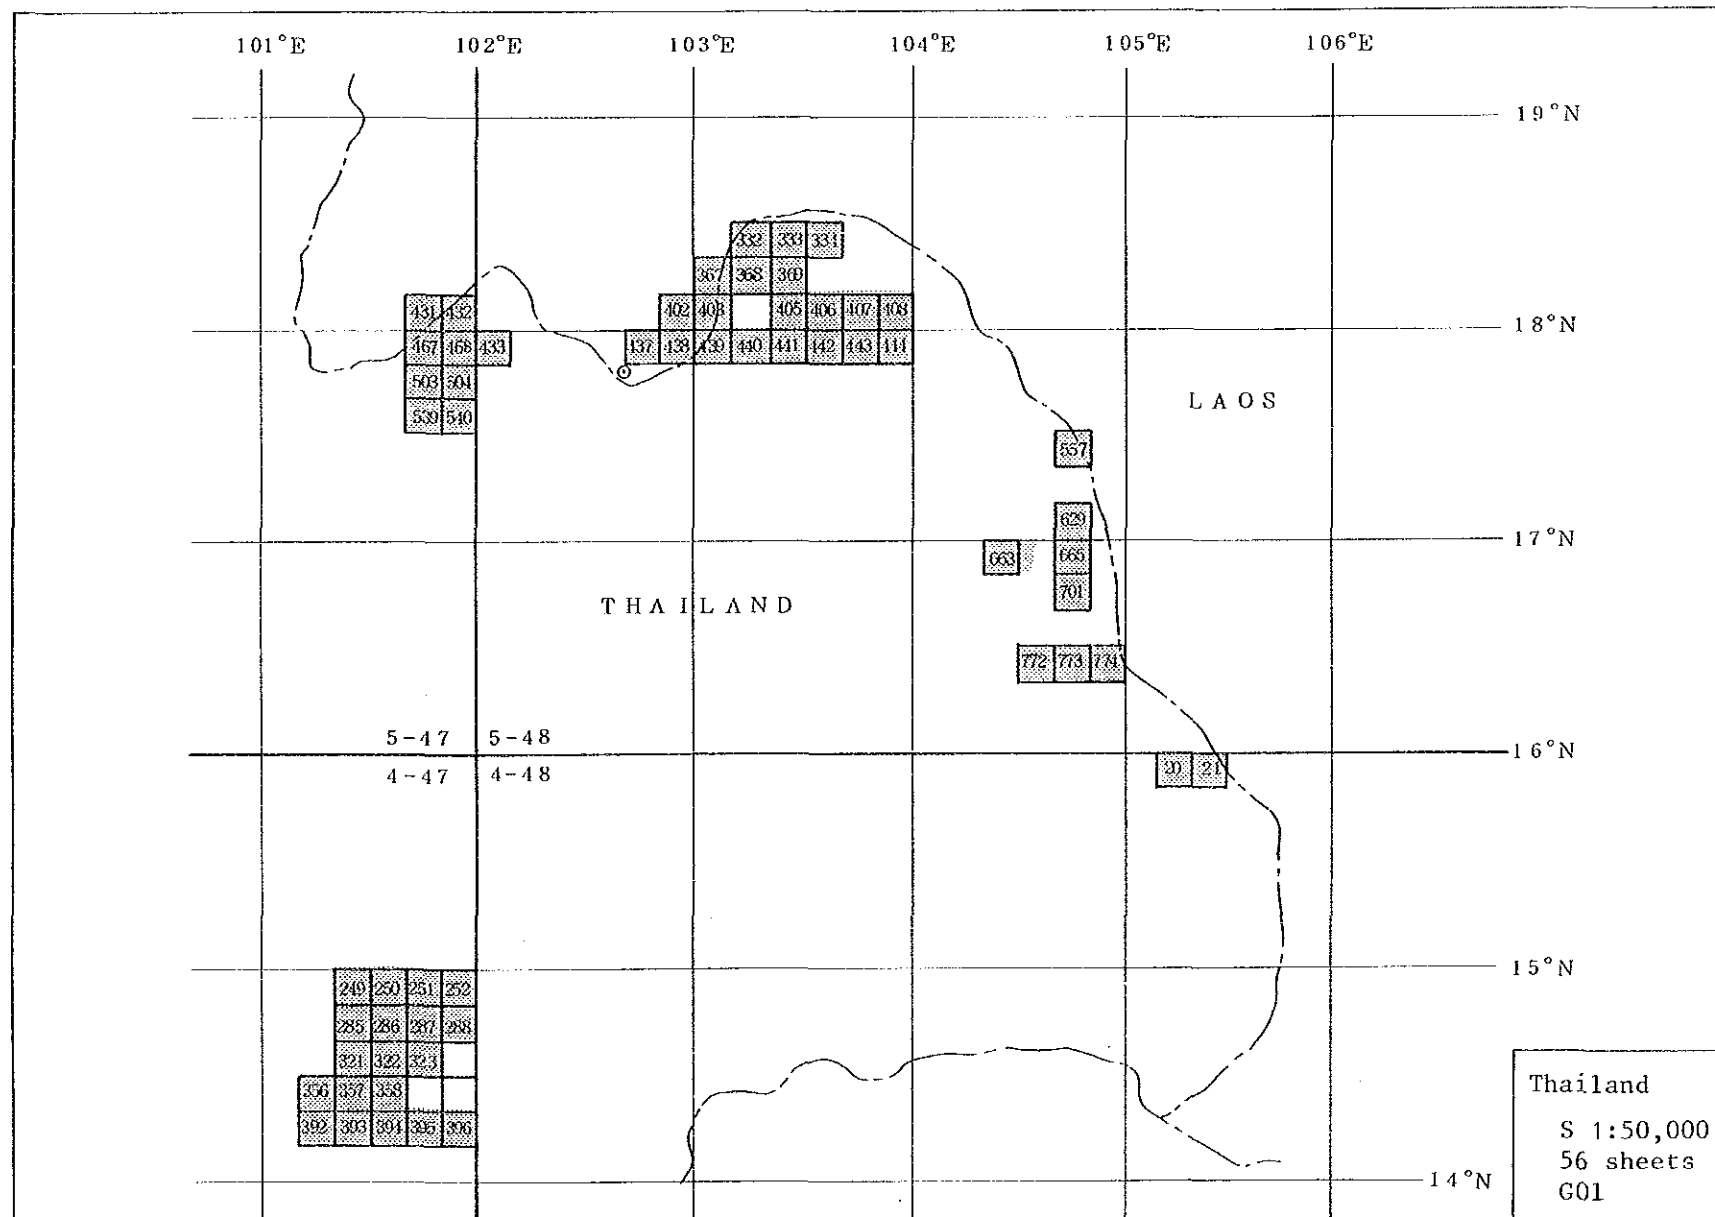 101°E 102°E 103°E 104°E 105°E 106°E
19°N
332 333 334
367 368 369
431 432 402 403 405 406 407 408
18°N
467 468 433 437 438 439 440 441 442 443 444
503 504
LAOS
539 540
557
629
17°N
663 665
701
THAILAND
772 773 774
5-47 5-48
16°N
4-47 4-48
20 21
15°N
249 250 251 252
285 286 287 288
321 322 323
356 357 358
392 393 394 395 396
14°N
Thailand
S 1:50,000
56 sheets
G01